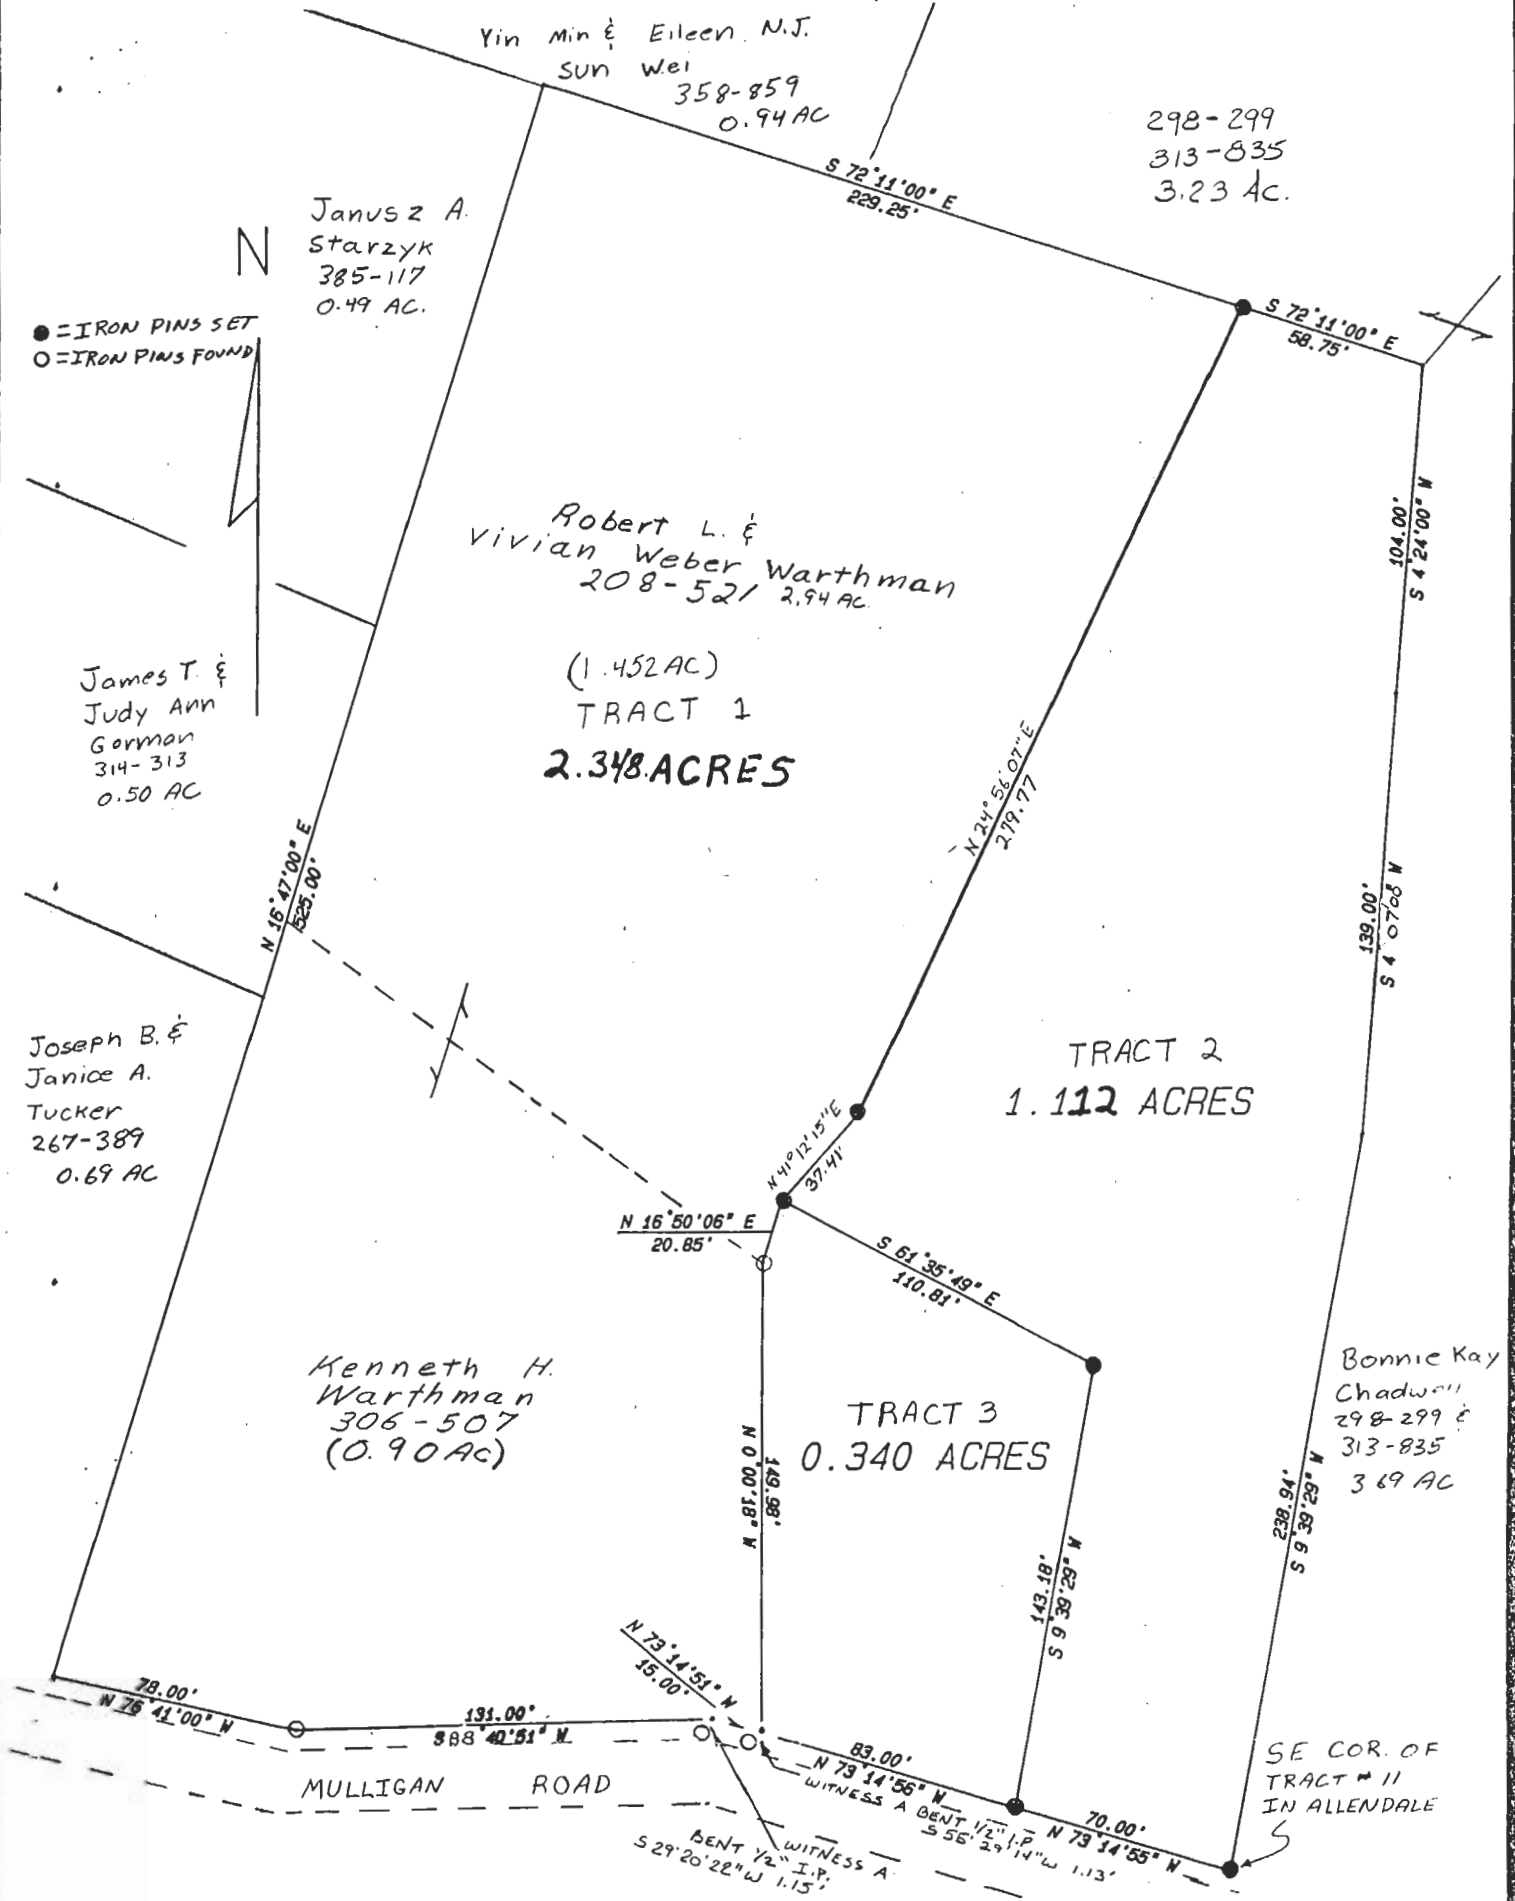 Yin Min & Eileen N.J.
Sun Wei
358-859
0.94 AC
298-299
313-835
3.23 Ac.
S 72°11'00" E
229.25'
Janusz A.
Starzyk
385-117
0.49 AC.
N
● = IRON PINS SET
O = IRON PINS FOUND
S 72°11'00" E
58.75'
104.00'
S 4°24'00" W
Robert L. &
Vivian Weber Warthman
208-521 2.94 AC.
(1.452 AC)
TRACT 1
2.348 ACRES
James T. &
Judy Ann
Gorman
314-313
0.50 AC
N 24°56'07" E
279.77
N 16°47'00" E
525.00'
139.00'
S 4°07'08" W
Joseph B. &
Janice A.
Tucker
267-389
0.69 AC
TRACT 2
1.112 ACRES
N 41°12'15" E
37.41'
N 16°50'06" E
20.85'
S 61°35'49" E
110.81'
Kenneth H.
Warthman
306-507
(0.90 Ac)
TRACT 3
0.340 ACRES
149.98'
N 0°00'18" W
Bonnie Kay
298-299 &
313-835
3.69 AC
238.94'
S 9°39'29" W
143.18'
S 9°39'29" W
N 73°14'51" W
15.00'
78.00'
N 76°41'00" W
131.00'
S 88°40'51" W
83.00'
N 73°14'56" W
WITNESS A BENT 1/2" I.P.
S 55°29'14" W 1.13'
70.00'
N 73°14'55" W
SE COR. OF
TRACT # 11
IN ALLENDALE
MULLIGAN ROAD
WITNESS A
BENT 1/2" I.P.
S 29°20'22" W 1.15'